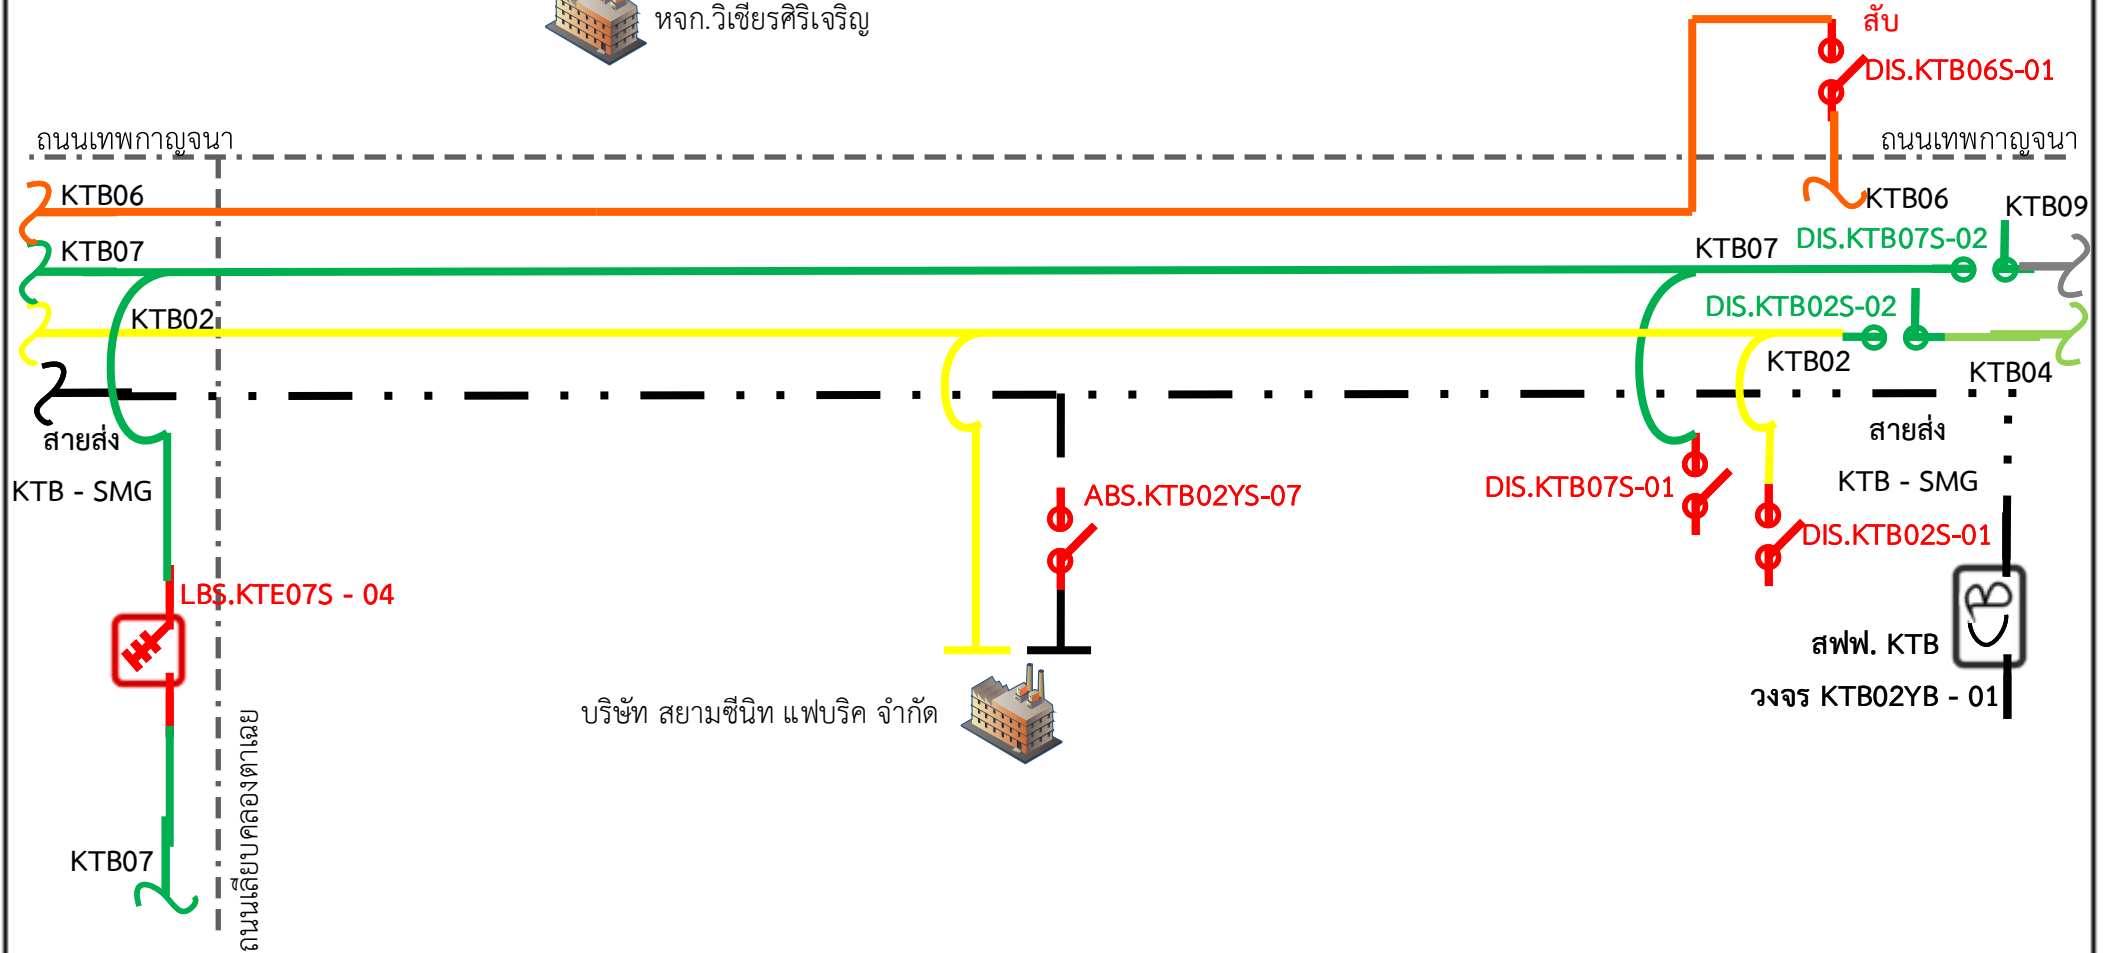 หจก.วิเชียรศิริเจริญ
สับ
DIS.KTB06S-01
ถนนเทพกาญจนา
ถนนเทพกาญจนา
KTB06
KTB06
KTB09
KTB07
KTB07
DIS.KTB07S-02
DIS.KTB02S-02
KTB02
KTB02
KTB04
สายส่ง
KTB - SMG
สายส่ง
KTB - SMG
ABS.KTB02YS-07
DIS.KTB07S-01
DIS.KTB02S-01
LBS.KTE07S - 04
B
สฟฟ. KTB
วงจร KTB02YB - 01
บริษัท สยามซีนิท แฟบริค จำกัด
KTB07
ถนนเลียบคลองตาเฉย